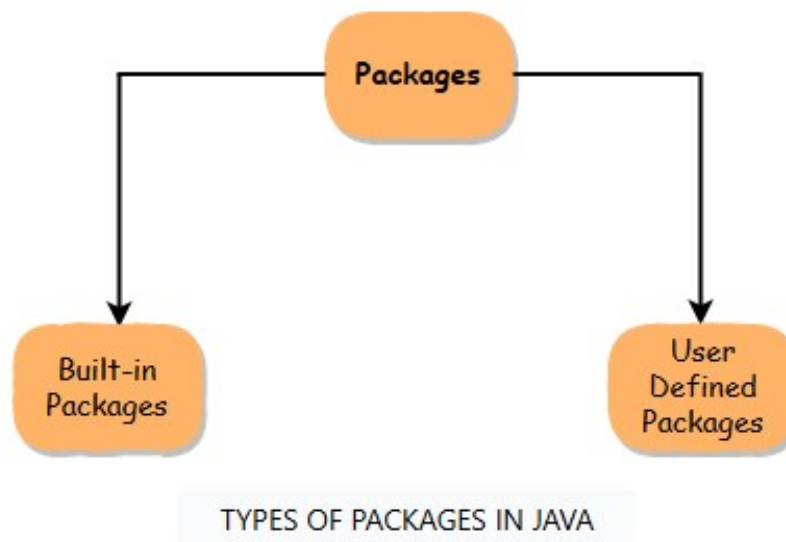 Packages
Built-in
Packages
User
Defined
Packages
TYPES OF PACKAGES IN JAVA